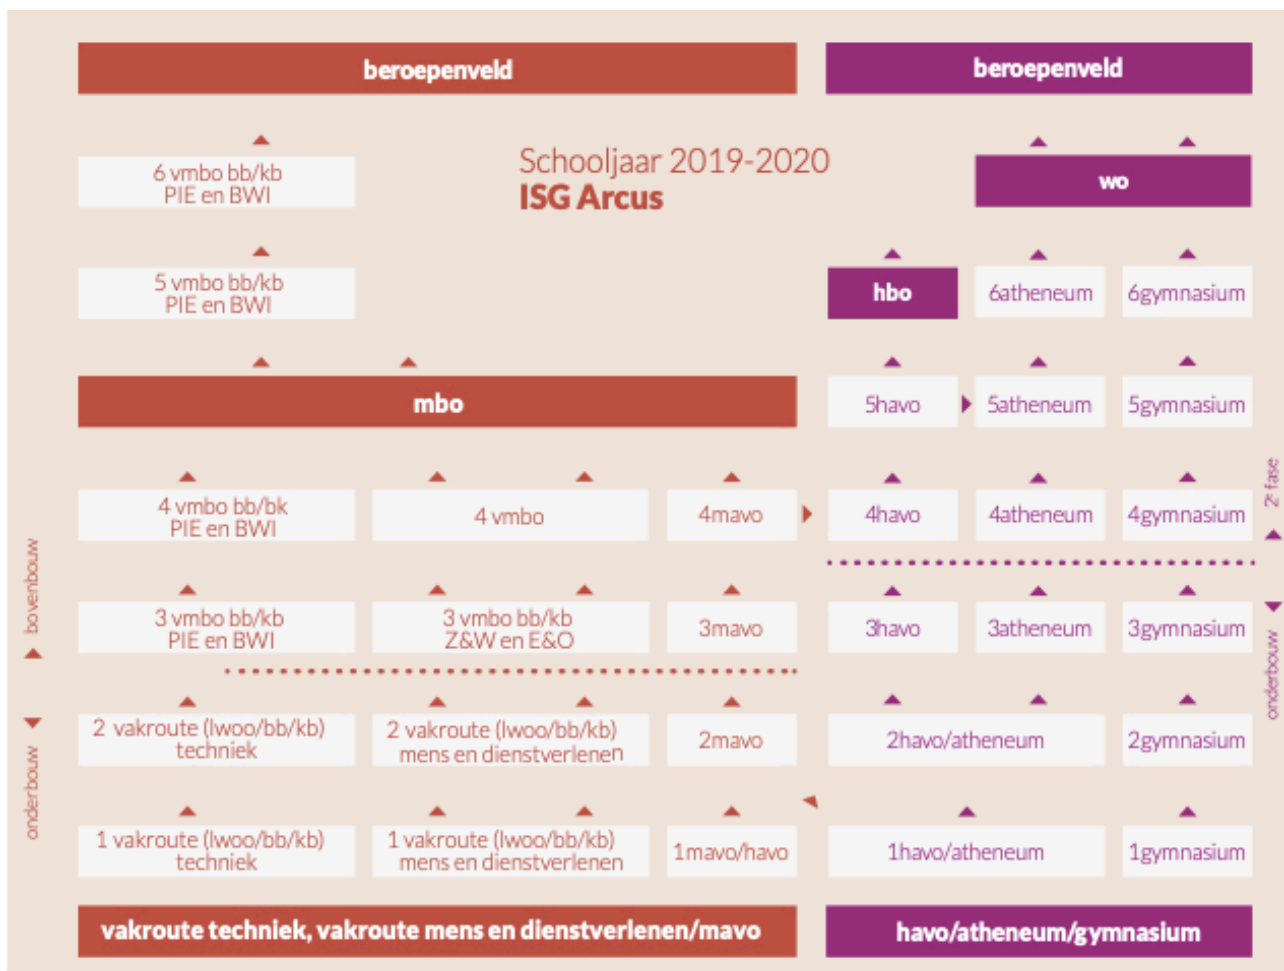 beroepenveld
beroepenveld
Schooljaar 2019-2020
ISG Arcus
6 vmbo bb/kb
PIE en BWI
wo
5 vmbo bb/kb
PIE en BWI
hbo
6atheneum
6gymnasium
mbo
5havo
5atheneum
5gymnasium
4 vmbo bb/bk
PIE en BWI
4 vmbo
4mavo
4havo
4atheneum
4gymnasium
2e fase
bovenbouw
3 vmbo bb/kb
PIE en BWI
3 vmbo bb/kb
Z&W en E&O
3mavo
3havo
3atheneum
3gymnasium
onderbouw
onderbouw
2 vakroute (lwoo/bb/kb)
techniek
2 vakroute (lwoo/bb/kb)
mens en dienstverlenen
2mavo
2havo/atheneum
2gymnasium
1 vakroute (lwoo/bb/kb)
techniek
1 vakroute (lwoo/bb/kb)
mens en dienstverlenen
1mavo/havo
1havo/atheneum
1gymnasium
vakroute techniek, vakroute mens en dienstverlenen/mavo
havo/atheneum/gymnasium